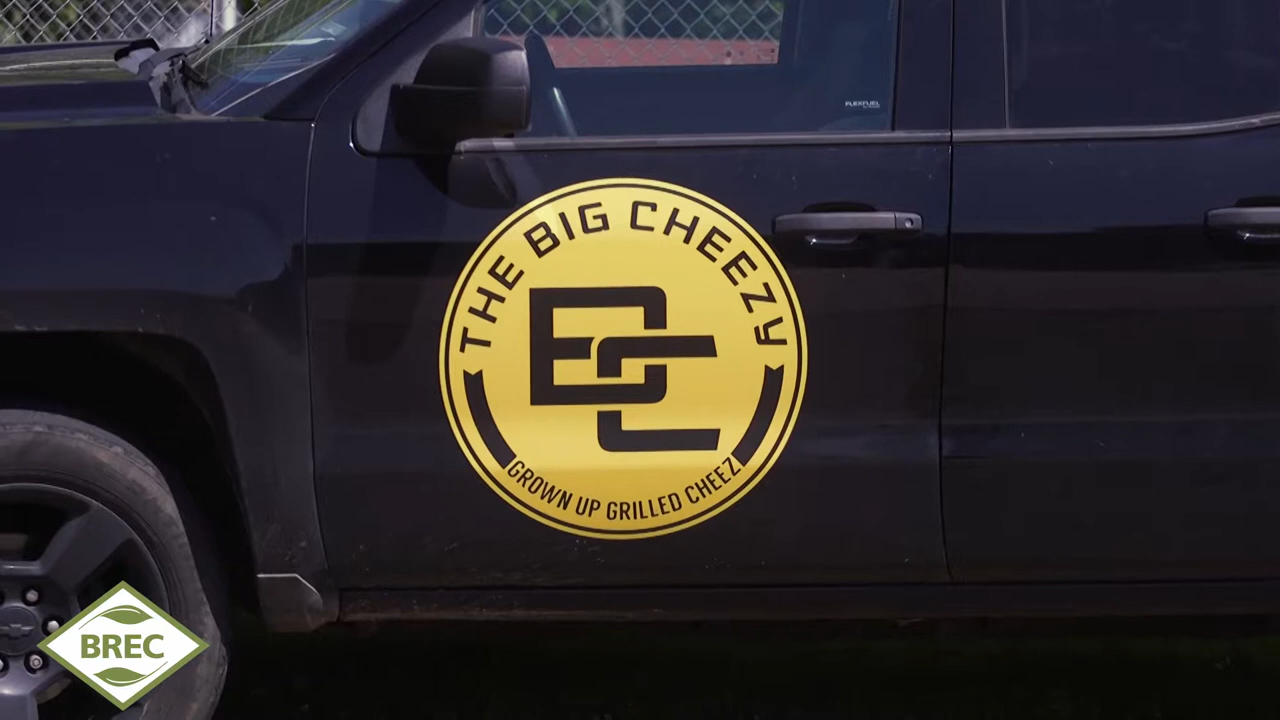 FLEXFUEL
THE BIG CHEEZY
BC
GROWN UP GRILLED CHEEZ
BREC